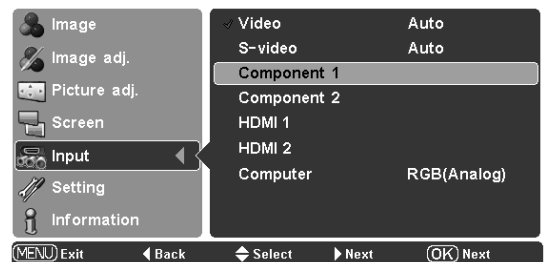 Image
Image adj.
Picture adj.
Screen
Input
Setting
Information
Video Auto
S-video Auto
Component 1
Component 2
HDMI 1
HDMI 2
Computer RGB(Analog)
MENU Exit Back Select Next OK Next